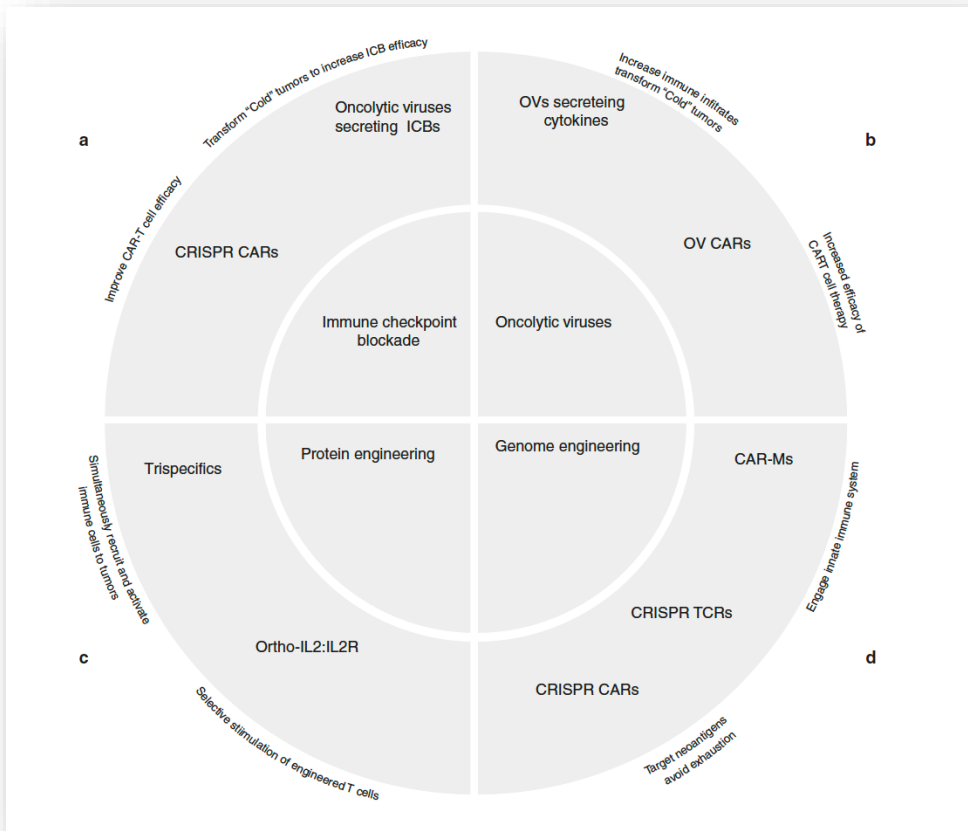 a
Transform “Cold” tumors to increase ICB efficacy
Improve CAR-T cell efficacy
Oncolytic viruses
secreting ICBs
CRISPR CARs
Immune checkpoint
blockade
b
Increase immune infiltrates
transform “Cold” tumors
OVs secreteing
cytokines
OV CARs
Increased efficacy of
CART cell therapy
Oncolytic viruses
c
Protein engineering
Trispecifics
Simultaneously recruit and activate
immune cells to tumors
Ortho-IL2:IL2R
Selective stiimulation of engineered T cells
d
Genome engineering
CAR-Ms
Engage innate immune system
CRISPR TCRs
CRISPR CARs
Target neoantigens
avoid exhaustion